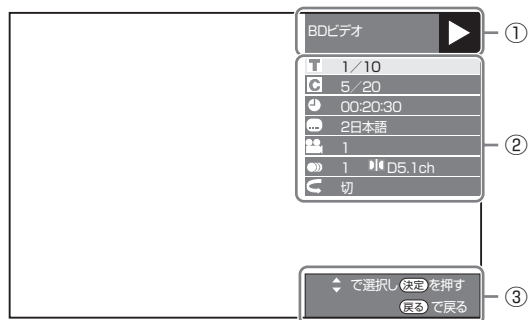 BDビデオ
①
T 1／10
C 5／20
00:20:30
2日本語
1
1 D5.1ch
切
②
で選択し 決定 を押す
戻る で戻る
③